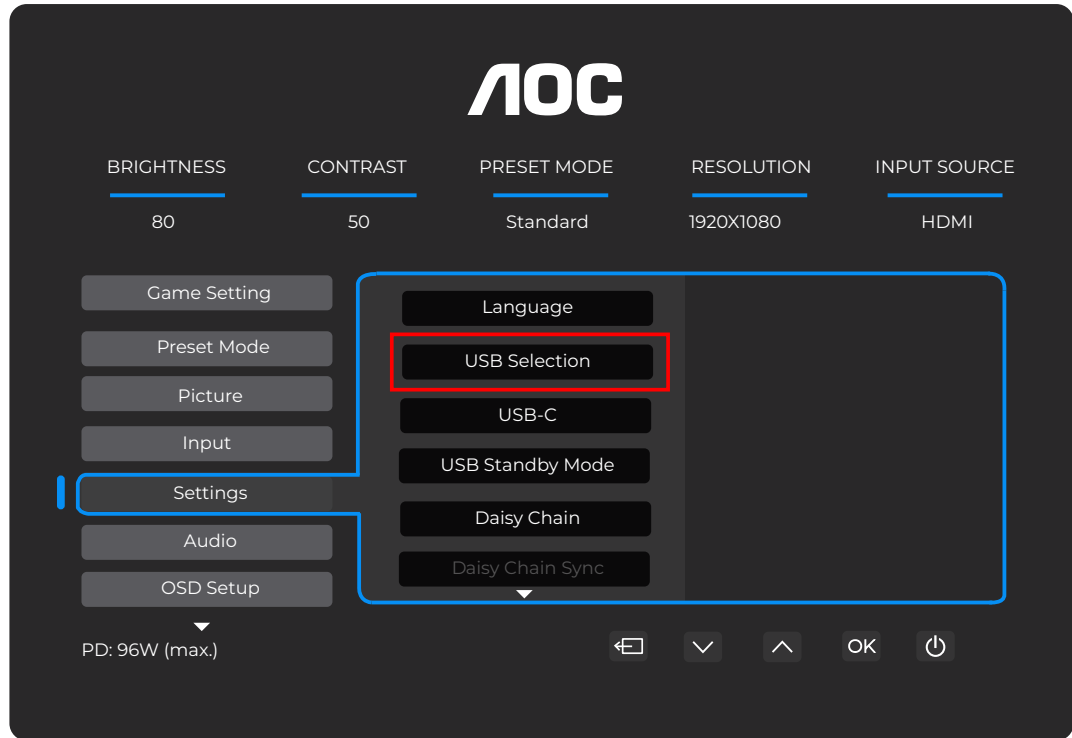 AOC
BRIGHTNESS CONTRAST PRESET MODE RESOLUTION INPUT SOURCE
80 50 Standard 1920X1080 HDMI
Game Setting
Preset Mode
Picture
Input
Settings
Audio
OSD Setup
Language
USB Selection
USB-C
USB Standby Mode
Daisy Chain
Daisy Chain Sync
PD: 96W (max.)
OK